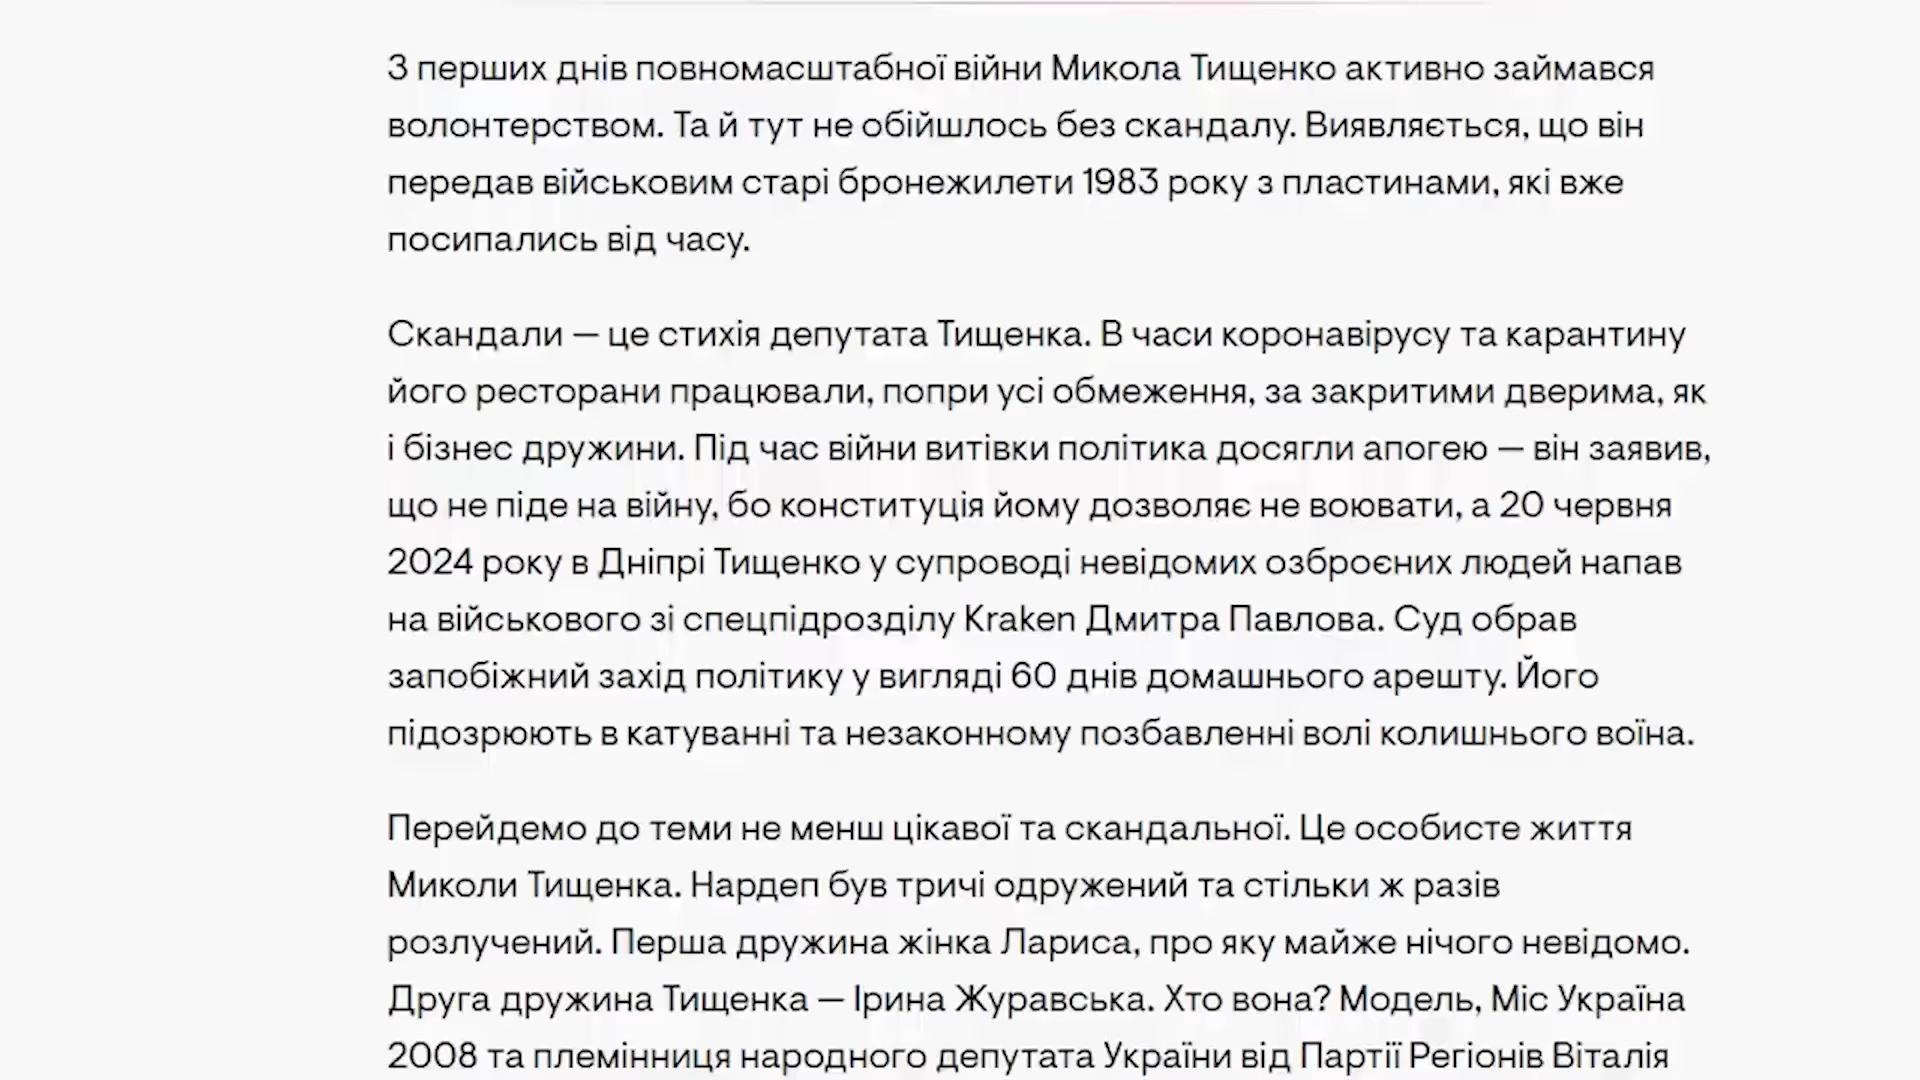 З перших днів повномасштабної війни Микола Тищенко активно займався
волонтерством. Та й тут не обійшлось без скандалу. Виявляється, що він
передав військовим старі бронежилети 1983 року з пластинами, які вже
посипались від часу.
Скандали — це стихія депутата Тищенка. В часи коронавірусу та карантину
його ресторани працювали, попри усі обмеження, за закритими дверима, як
і бізнес дружини. Під час війни витівки політика досягли апогею — він заявив,
що не піде на війну, бо конституція йому дозволяє не воювати, а 20 червня
2024 року в Дніпрі Тищенко у супроводі невідомих озброєних людей напав
на військового зі спецпідрозділу Kraken Дмитра Павлова. Суд обрав
запобіжний захід політику у вигляді 60 днів домашнього арешту. Його
підозрюють в катуванні та незаконному позбавленні волі колишнього воїна.
Перейдемо до теми не менш цікавої та скандальної. Це особисте життя
Миколи Тищенка. Нардеп був тричі одружений та стільки ж разів
розлучений. Перша дружина жінка Лариса, про яку майже нічого невідомо.
Друга дружина Тищенка — Ірина Журавська. Хто вона? Модель, Міс Україна
2008 та племінниця народного депутата України від Партії Регіонів Віталія